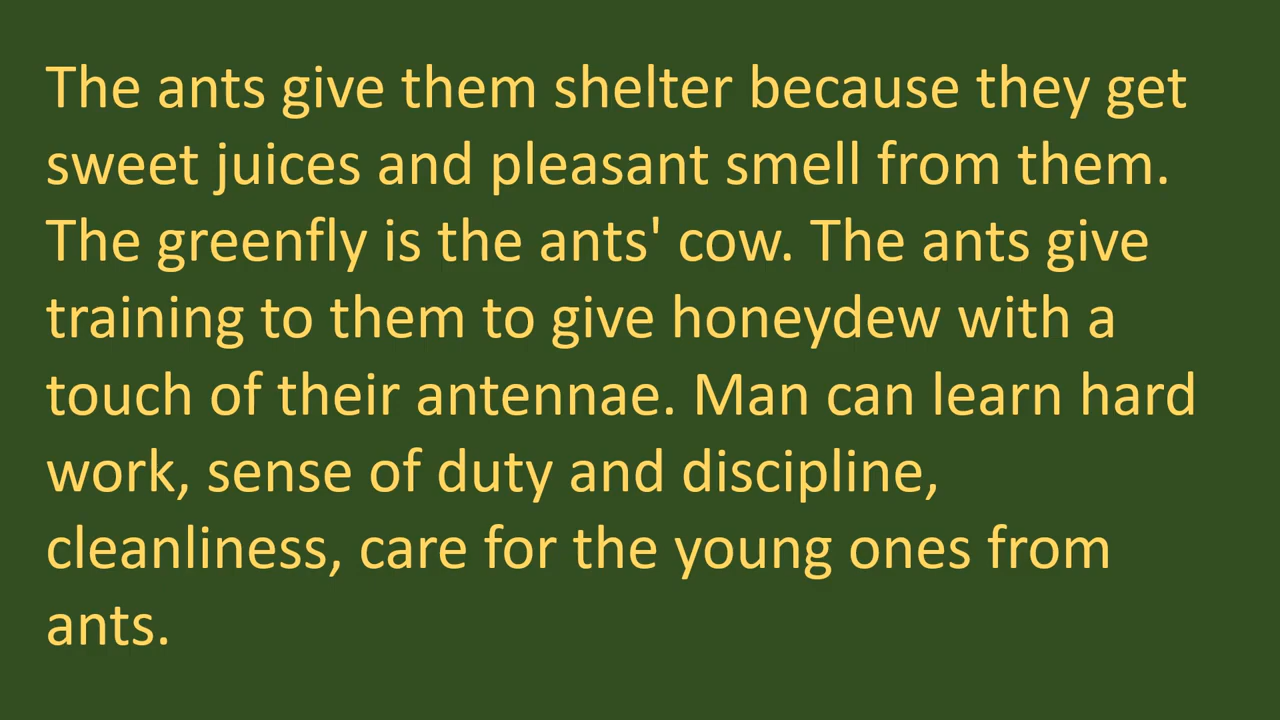 The ants give them shelter because they get
sweet juices and pleasant smell from them.
The greenfly is the ants' cow. The ants give
training to them to give honeydew with a
touch of their antennae. Man can learn hard
work, sense of duty and discipline,
cleanliness, care for the young ones from
ants.